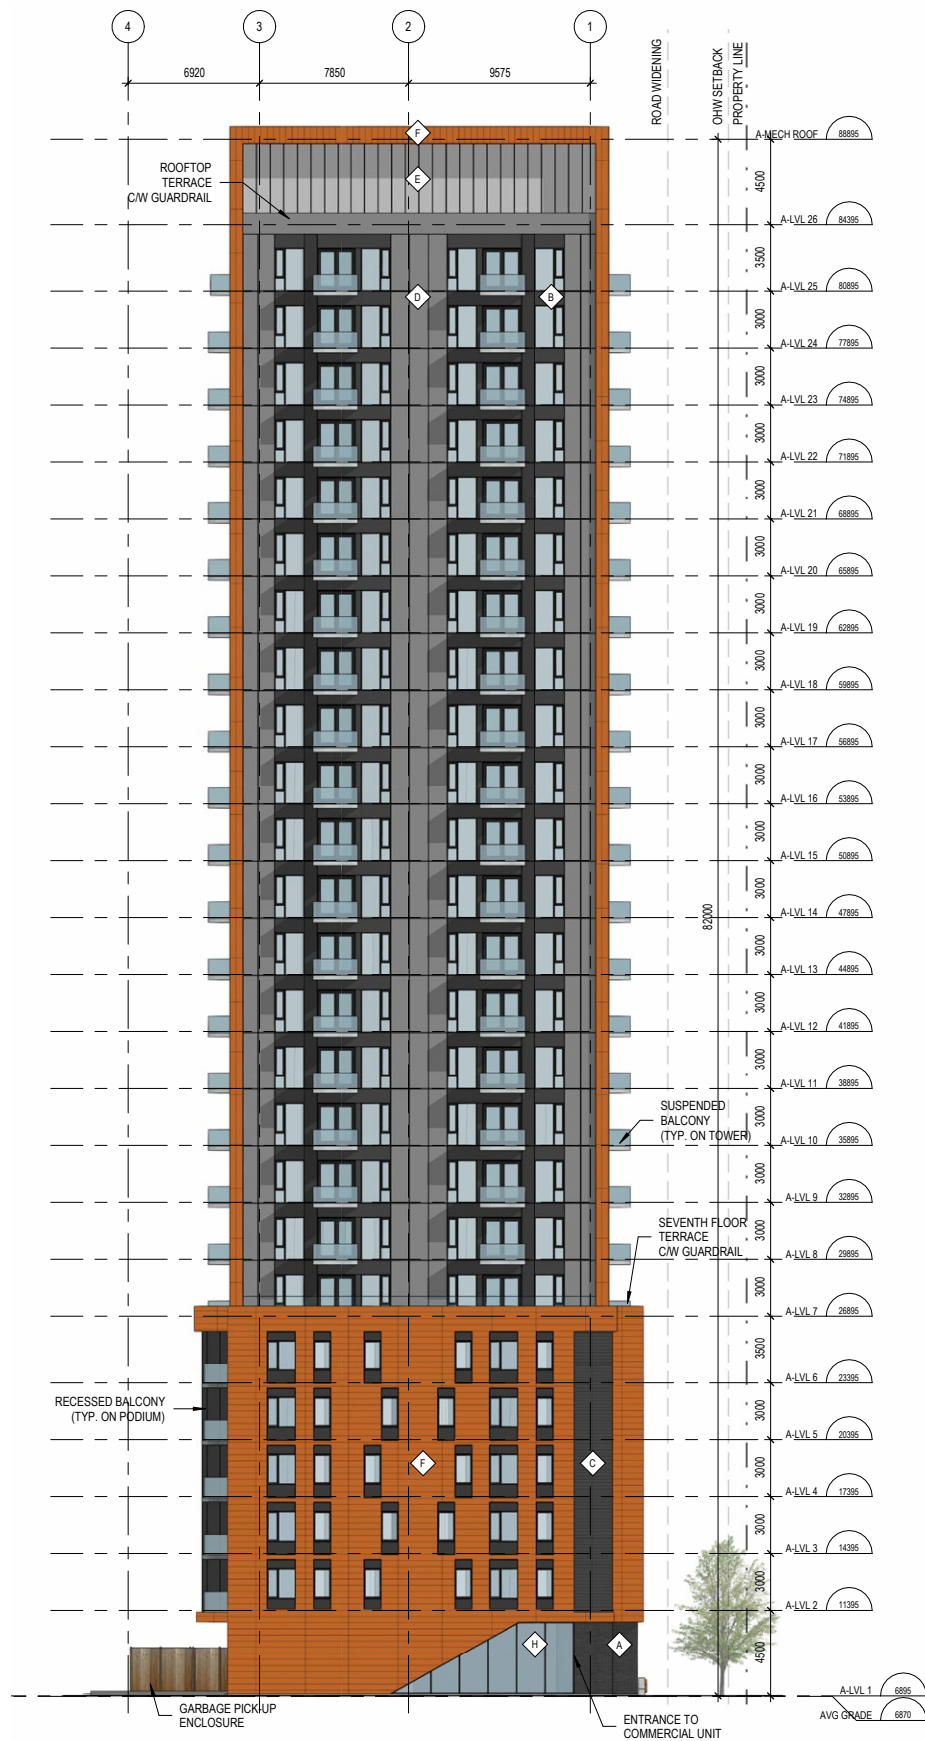 4
3
2
1
6920
7850
9575
ROAD WIDENING
OHW SETBACK
PROPERTY LINE
F
A-MECH ROOF 88895
4500
ROOFTOP
TERRACE
C/W GUARDRAIL
E
A-LVL 26 84395
3500
D
B
A-LVL 25 80895
3000
A-LVL 24 77895
3000
A-LVL 23 74895
3000
A-LVL 22 71895
3000
A-LVL 21 68895
3000
A-LVL 20 65895
3000
A-LVL 19 62895
3000
A-LVL 18 59895
3000
A-LVL 17 56895
3000
A-LVL 16 53895
3000
A-LVL 15 50895
3000
A-LVL 14 47895
82000
3000
A-LVL 13 44895
3000
A-LVL 12 41895
3000
A-LVL 11 38895
3000
SUSPENDED
BALCONY
(TYP. ON TOWER)
A-LVL 10 35895
3000
A-LVL 9 32895
3000
SEVENTH FLOOR
TERRACE
C/W GUARDRAIL
A-LVL 8 29895
3000
A-LVL 7 26895
3500
A-LVL 6 23395
3000
RECESSED BALCONY
(TYP. ON PODIUM)
A-LVL 5 20395
F
C
3000
A-LVL 4 17395
3000
A-LVL 3 14395
3000
A-LVL 2 11395
H
A
4500
A-LVL 1 6895
AVG GRADE 6870
GARBAGE PICK-UP
ENCLOSURE
ENTRANCE TO
COMMERCIAL UNIT